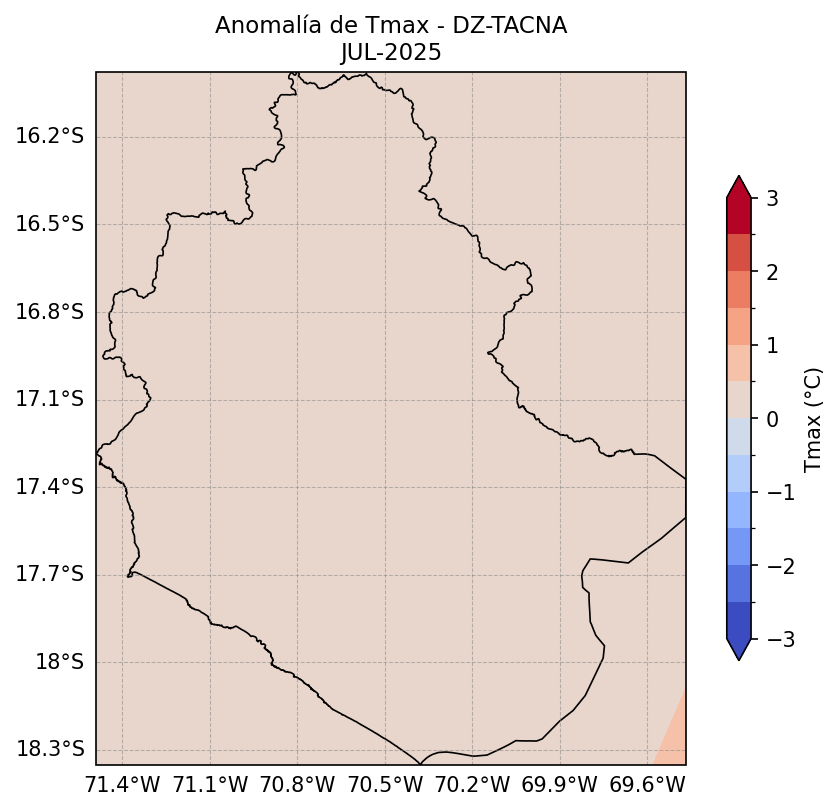 Anomalía de Tmax - DZ-TACNA
JUL-2025
16.2°S
16.5°S
16.8°S
17.1°S
17.4°S
17.7°S
18°S
18.3°S
71.4°W 71.1°W 70.8°W 70.5°W 70.2°W 69.9°W 69.6°W
3
2
1
0
−1
−2
−3
Tmax (°C)